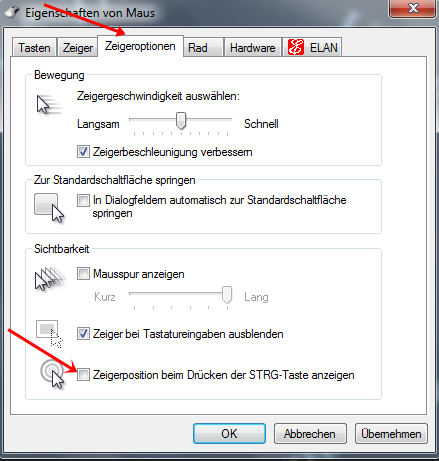 Eigenschaften von Maus
Tasten Zeiger Zeigeroptionen Rad Hardware ELAN
Bewegung
Zeigergeschwindigkeit auswählen:
Langsam Schnell
Zeigerbeschleunigung verbessern
Zur Standardschaltfläche springen
In Dialogfeldern automatisch zur Standardschaltfläche
springen
Sichtbarkeit
Mausspur anzeigen
Kurz Lang
Zeiger bei Tastatureingaben ausblenden
Zeigerposition beim Drücken der STRG-Taste anzeigen
OK Abbrechen Übernehmen